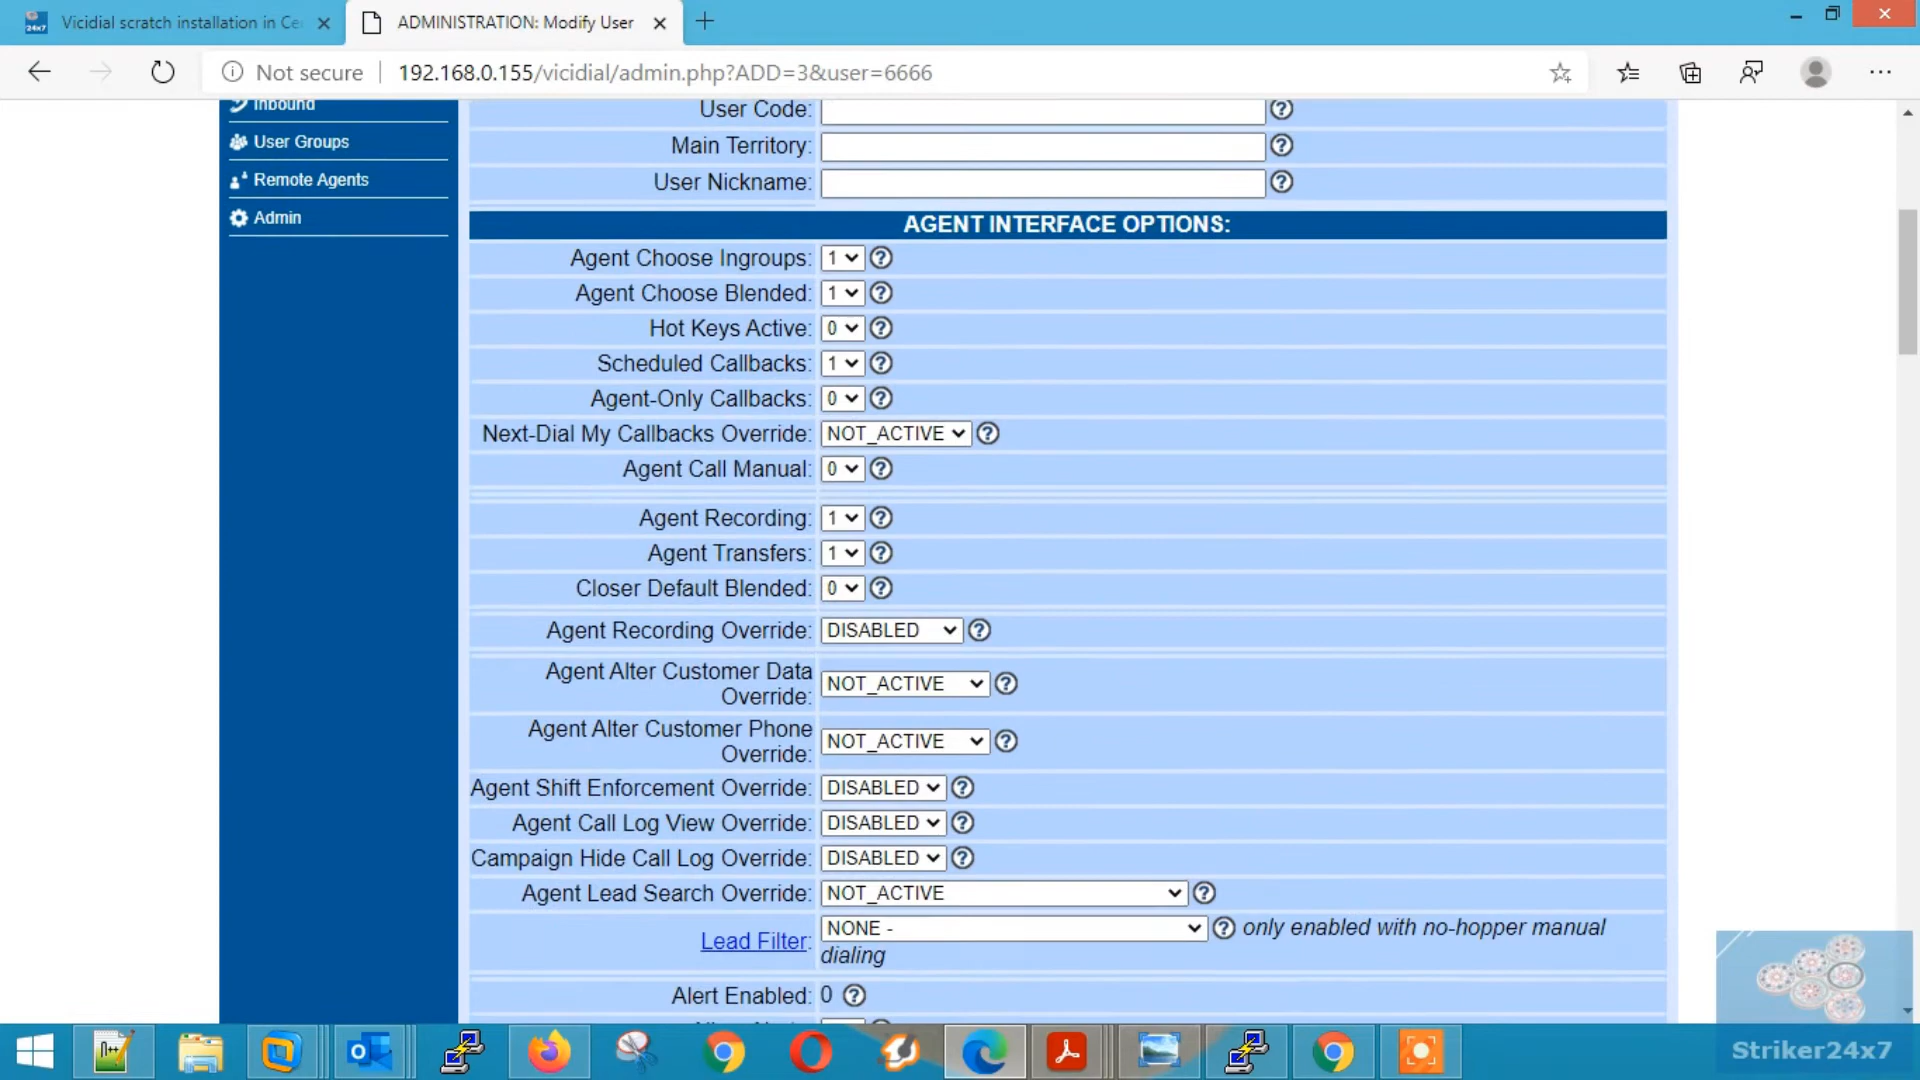 Vicidial scratch installation in Ce
ADMINISTRATION: Modify User
Not secure
192.168.0.155/vicidial/admin.php?ADD=3&user=6666
Inbound
User Groups
Remote Agents
Admin
User Code:
Main Territory:
User Nickname:
AGENT INTERFACE OPTIONS:
Agent Choose Ingroups: 1
Agent Choose Blended: 1
Hot Keys Active: 0
Scheduled Callbacks: 1
Agent-Only Callbacks: 0
Next-Dial My Callbacks Override: NOT_ACTIVE
Agent Call Manual: 0
Agent Recording: 1
Agent Transfers: 1
Closer Default Blended: 0
Agent Recording Override: DISABLED
Agent Alter Customer Data
Override: NOT_ACTIVE
Agent Alter Customer Phone
Override: NOT_ACTIVE
Agent Shift Enforcement Override: DISABLED
Agent Call Log View Override: DISABLED
Campaign Hide Call Log Override: DISABLED
Agent Lead Search Override: NOT_ACTIVE
Lead Filter: NONE - only enabled with no-hopper manual
dialing
Alert Enabled: 0
Striker24x7